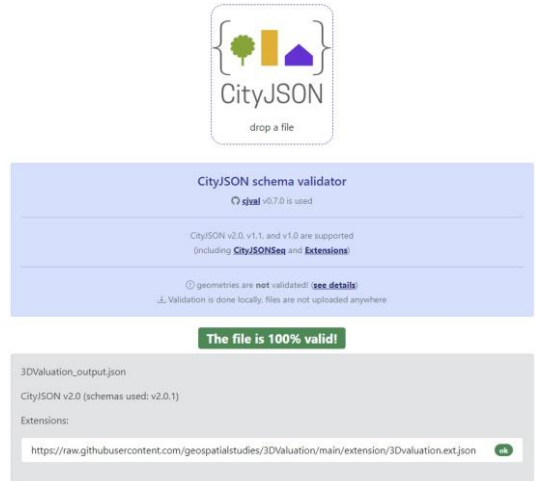 CityJSON
drop a file
CityJSON schema validator
cjval v0.7.0 is used
CityJSON v2.0, v1.1, and v1.0 are supported
(including CityJSONSeq and Extensions)
geometries are not validated! (see details)
Validation is done locally, files are not uploaded anywhere
The file is 100% valid!
3DValuation_output.json
CityJSON v2.0 (schemas used: v2.0.1)
Extensions:
https://raw.githubusercontent.com/geospatialstudies/3DValuation/main/extension/3Dvaluation.ext.json ok